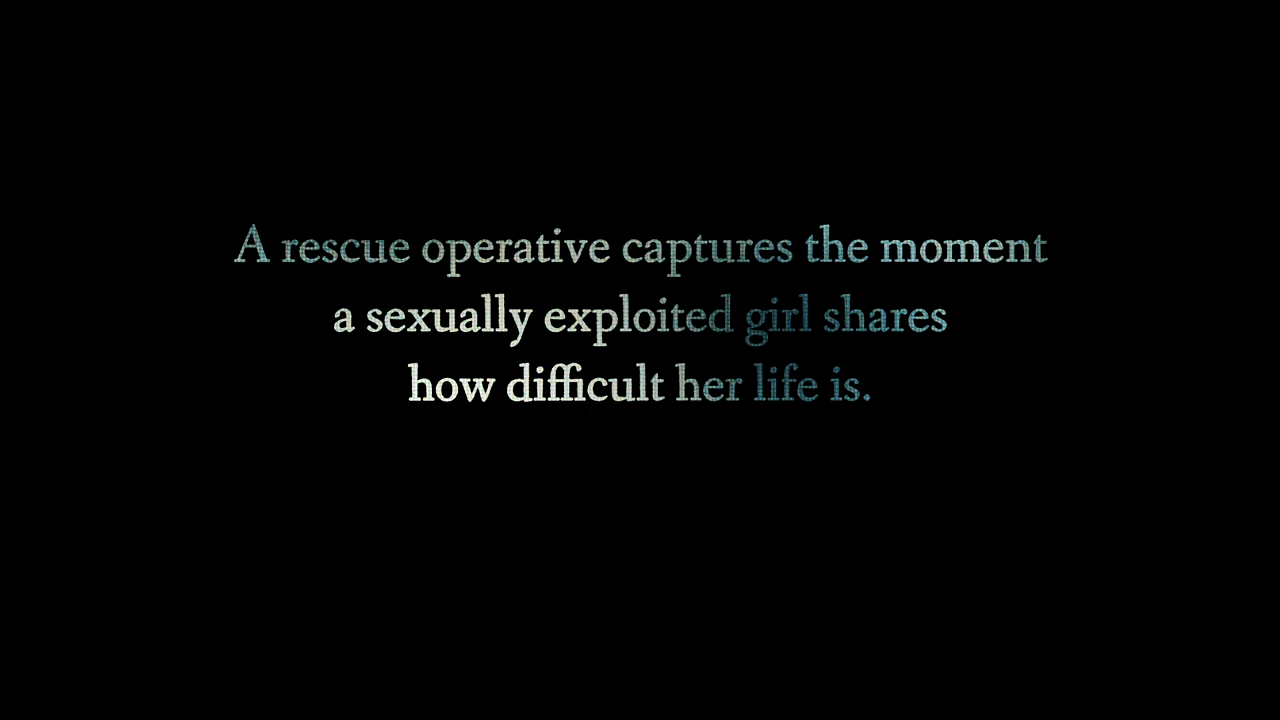 A rescue operative captures the moment
a sexually exploited girl shares
how difficult her life is.